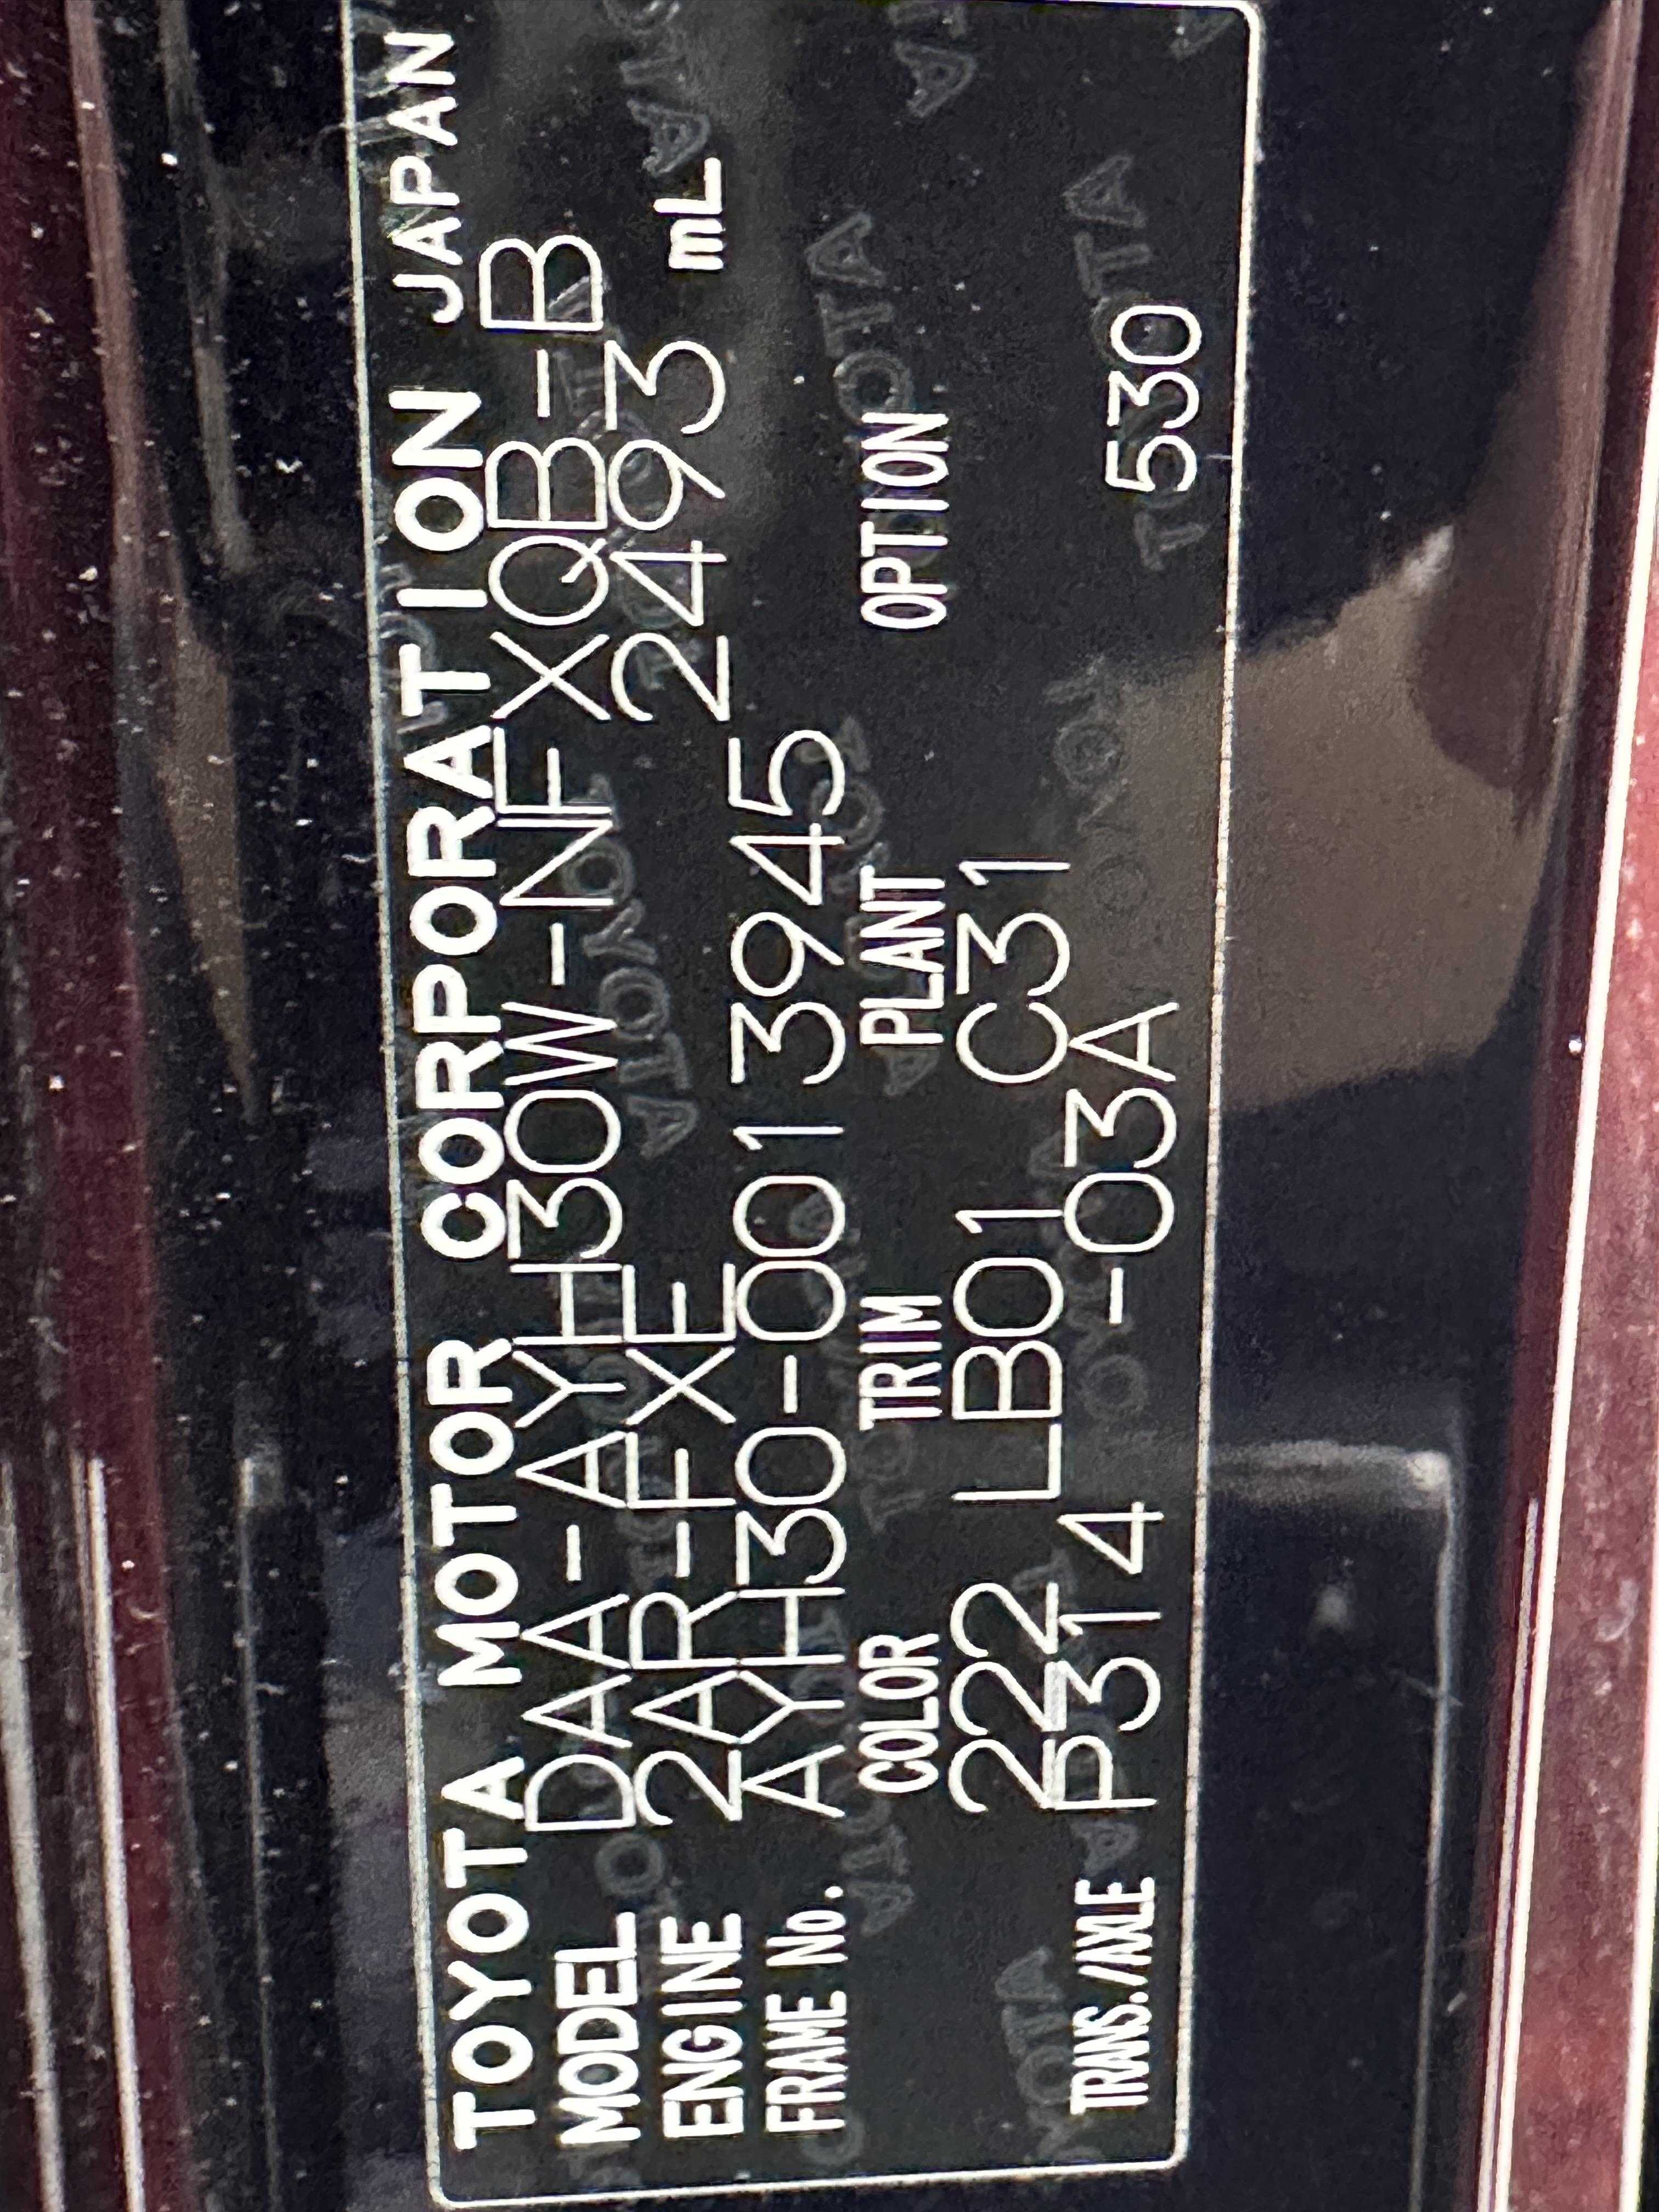 TOYOTA MOTOR CORPORATION JAPAN
MODEL DAA-AYH30W-NFXQB-B
ENGINE 2AR-FXE 2493 mL
FRAME No. AYH30-0013945
COLOR TRIM PLANT OPTION
222 LB01 C31
TRANS./AXLE P314 -03A 530